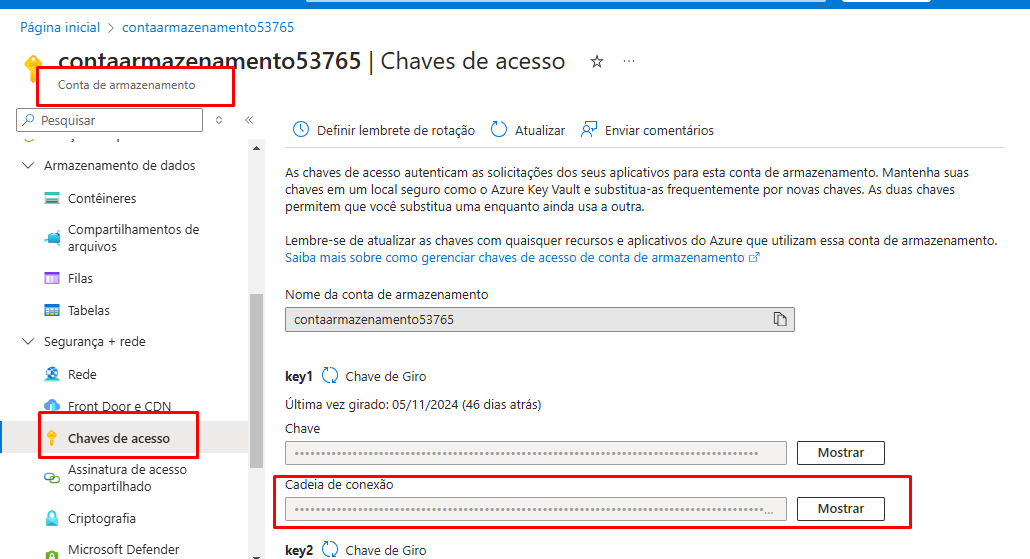 Página inicial > contaarmazenamento53765
contaarmazenamento53765 | Chaves de acesso
Conta de armazenamento
Pesquisar
Armazenamento de dados
Contêineres
Compartilhamentos de
arquivos
Filas
Tabelas
Segurança + rede
Rede
Front Door e CDN
Chaves de acesso
Assinatura de acesso
compartilhado
Criptografia
Microsoft Defender
Definir lembrete de rotação
Atualizar
Enviar comentários
As chaves de acesso autenticam as solicitações dos seus aplicativos para esta conta de armazenamento. Mantenha suas
chaves em um local seguro como o Azure Key Vault e substitua-as frequentemente por novas chaves. As duas chaves
permitem que você substitua uma enquanto ainda usa a outra.
Lembre-se de atualizar as chaves com quaisquer recursos e aplicativos do Azure que utilizam essa conta de armazenamento.
Saiba mais sobre como gerenciar chaves de acesso de conta de armazenamento
Nome da conta de armazenamento
contaarmazenamento53765
key1 Chave de Giro
Última vez girado: 05/11/2024 (46 dias atrás)
Chave
Mostrar
Cadeia de conexão
Mostrar
key2 Chave de Giro